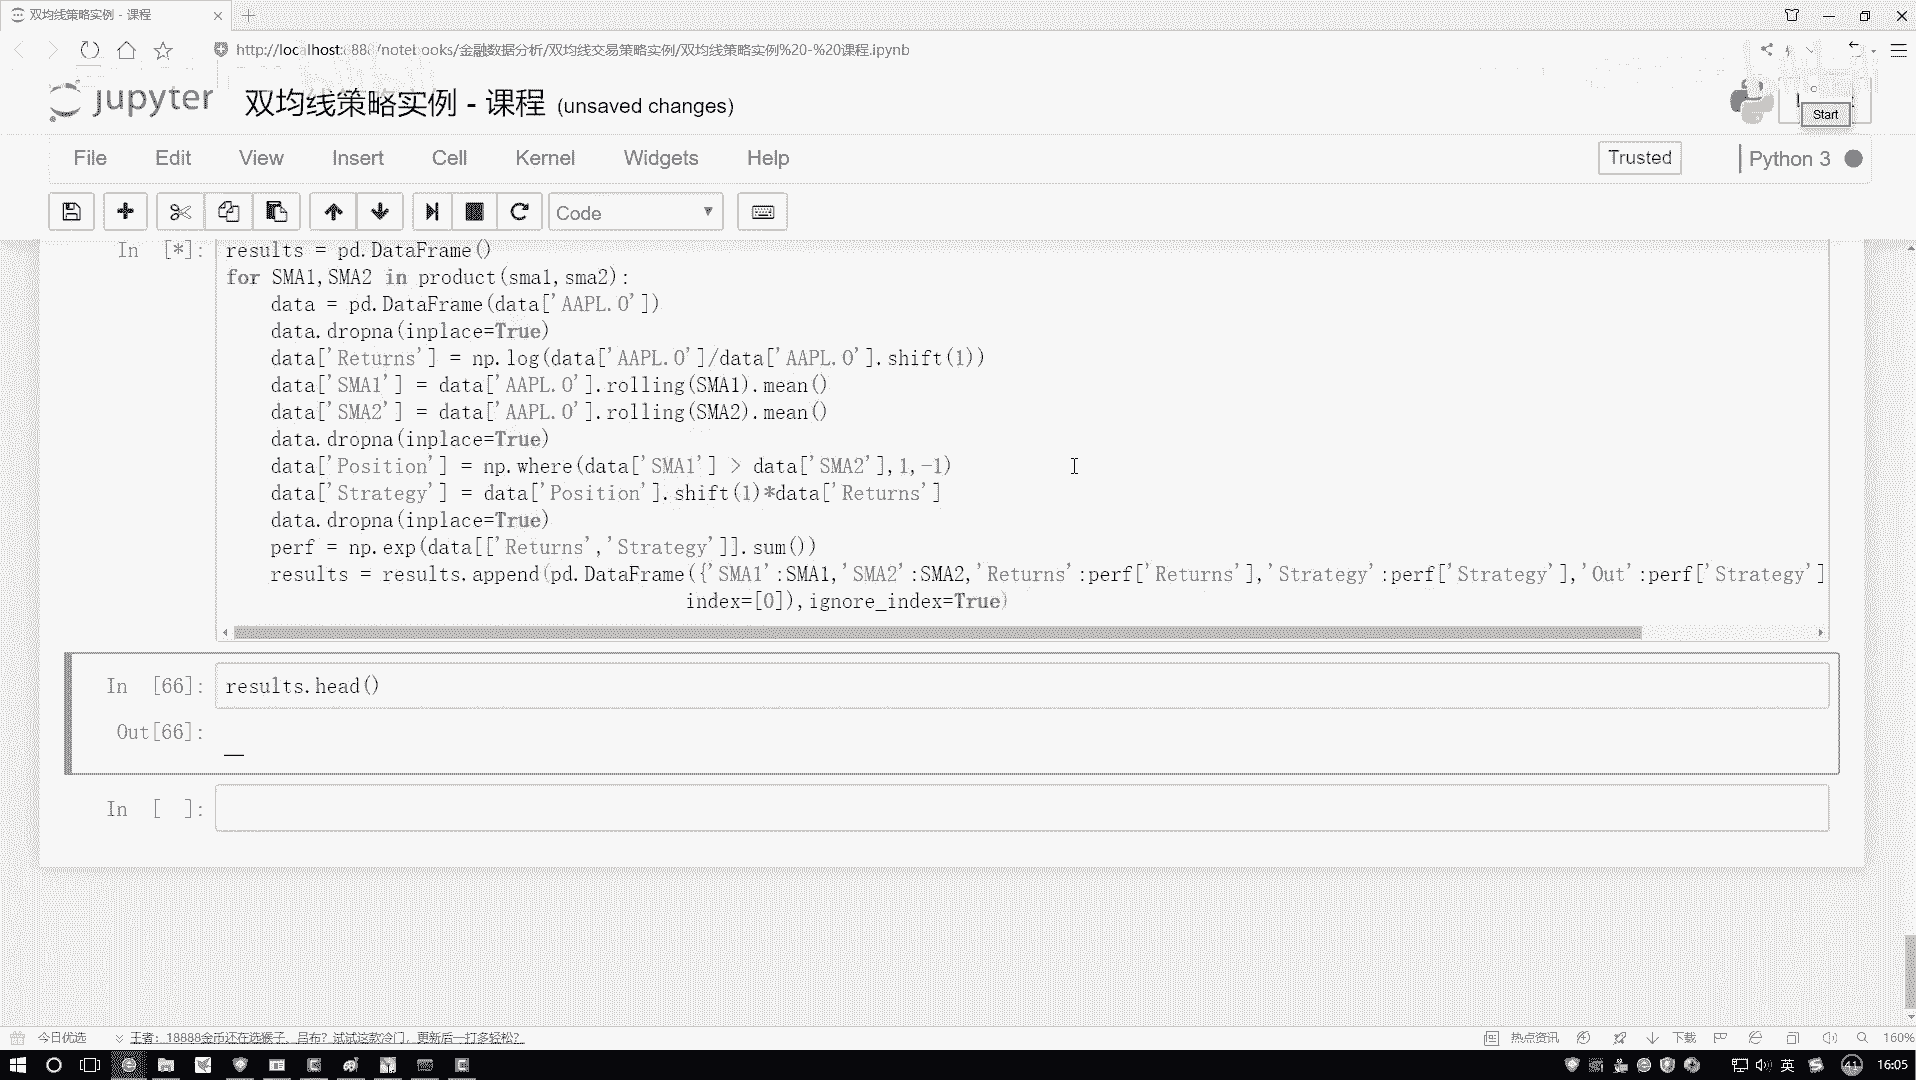 双均线策略实例 - 课程
/notebooks/金融数据分析/双均线交易策略实例/双均线策略实例%20-%20课程.ipynb
jupyter 双均线策略实例 - 课程 (unsaved changes)
Start
File Edit View Insert Cell Kernel Widgets Help
Trusted
Python 3
Code
In [*]:
results = pd.DataFrame()
for SMA1,SMA2 in product(sma1,sma2):
    data = pd.DataFrame(data['AAPL.O'])
    data.dropna(inplace=True)
    data['Returns'] = np.log(data['AAPL.O']/data['AAPL.O'].shift(1))
    data['SMA1'] = data['AAPL.O'].rolling(SMA1).mean()
    data['SMA2'] = data['AAPL.O'].rolling(SMA2).mean()
    data.dropna(inplace=True)
    data['Position'] = np.where(data['SMA1'] > data['SMA2'],1,-1)
    data['Strategy'] = data['Position'].shift(1)*data['Returns']
    data.dropna(inplace=True)
    perf = np.exp(data[['Returns','Strategy']].sum())
    results = results.append(pd.DataFrame({'SMA1':SMA1,'SMA2':SMA2,'Returns':perf['Returns'],'Strategy':perf['Strategy'],'Out':perf['Strategy']
index=[0]),ignore_index=True)
In [66]: results.head()
Out[66]:
In [ ]:
今日优选
王者：18888金币还在选猴子、吕布？试试这款冷门，更新后一打多轻松？
热点资讯
下载
160%
英
41
16:05